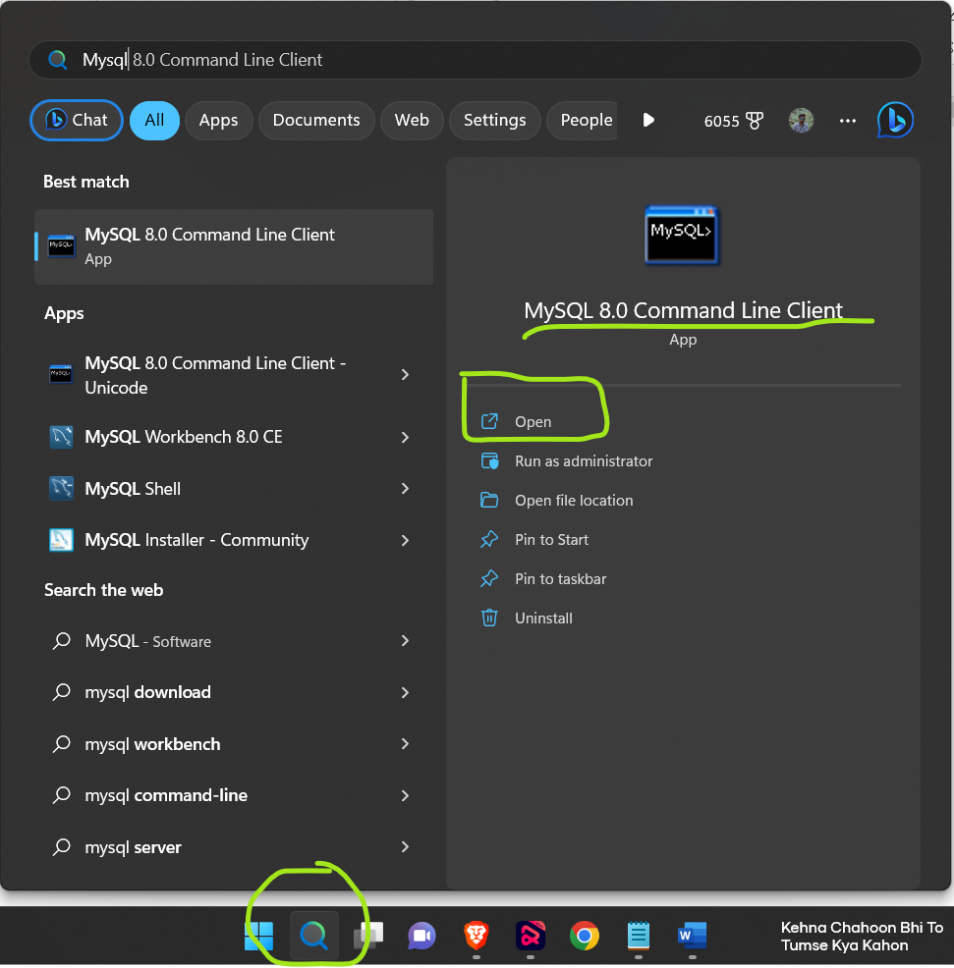 Mysql 8.0 Command Line Client
Chat
All
Apps
Documents
Web
Settings
People
6055
Best match
MySQL 8.0 Command Line Client
App
Apps
MySQL 8.0 Command Line Client -
Unicode
MySQL Workbench 8.0 CE
MySQL Shell
MySQL Installer - Community
Search the web
MySQL - Software
mysql download
mysql workbench
mysql command-line
mysql server
MySQL>
MySQL 8.0 Command Line Client
App
Open
Run as administrator
Open file location
Pin to Start
Pin to taskbar
Uninstall
Kehna Chahoon Bhi To
Tumse Kya Kahon